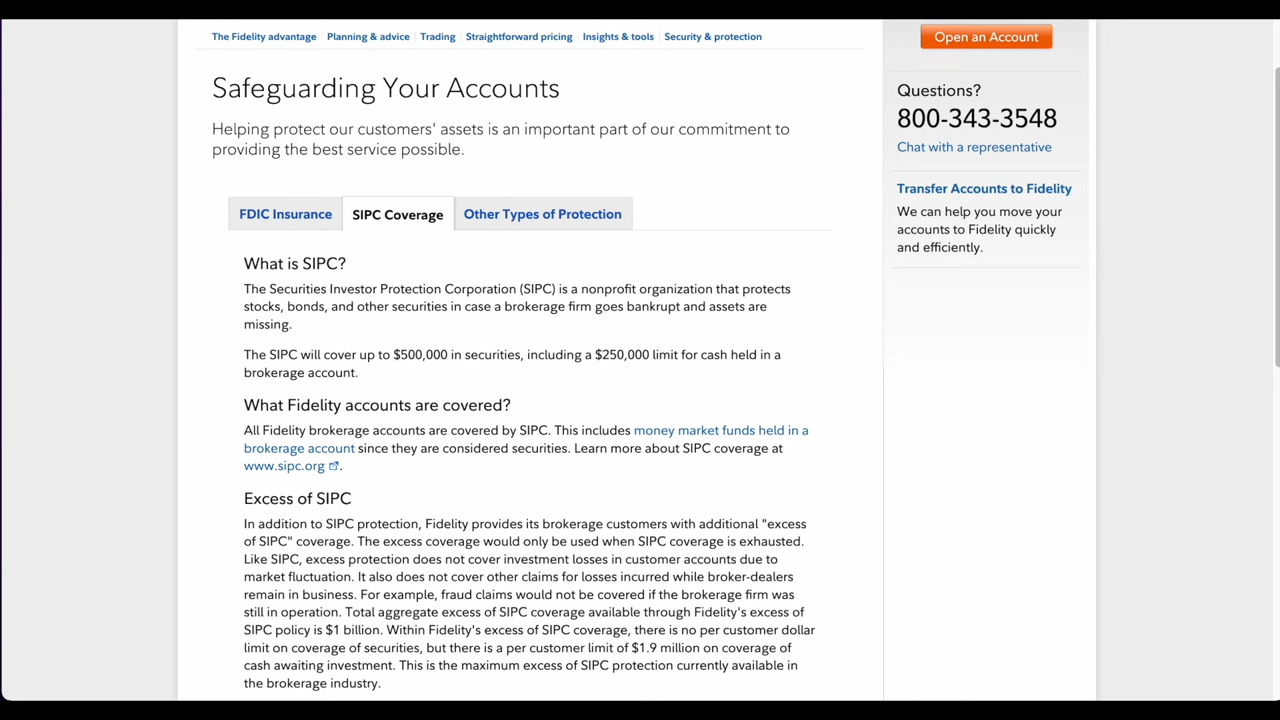 The Fidelity advantage Planning & advice Trading Straightforward pricing Insights & tools Security & protection
Safeguarding Your Accounts
Helping protect our customers' assets is an important part of our commitment to
providing the best service possible.
FDIC Insurance SIPC Coverage Other Types of Protection
What is SIPC?
The Securities Investor Protection Corporation (SIPC) is a nonprofit organization that protects
stocks, bonds, and other securities in case a brokerage firm goes bankrupt and assets are
missing.
The SIPC will cover up to $500,000 in securities, including a $250,000 limit for cash held in a
brokerage account.
What Fidelity accounts are covered?
All Fidelity brokerage accounts are covered by SIPC. This includes money market funds held in a
brokerage account since they are considered securities. Learn more about SIPC coverage at
www.sipc.org.
Excess of SIPC
In addition to SIPC protection, Fidelity provides its brokerage customers with additional "excess
of SIPC" coverage. The excess coverage would only be used when SIPC coverage is exhausted.
Like SIPC, excess protection does not cover investment losses in customer accounts due to
market fluctuation. It also does not cover other claims for losses incurred while broker-dealers
remain in business. For example, fraud claims would not be covered if the brokerage firm was
still in operation. Total aggregate excess of SIPC coverage available through Fidelity's excess of
SIPC policy is $1 billion. Within Fidelity's excess of SIPC coverage, there is no per customer dollar
limit on coverage of securities, but there is a per customer limit of $1.9 million on coverage of
cash awaiting investment. This is the maximum excess of SIPC protection currently available in
the brokerage industry.
Open an Account
Questions?
800-343-3548
Chat with a representative
Transfer Accounts to Fidelity
We can help you move your
accounts to Fidelity quickly
and efficiently.